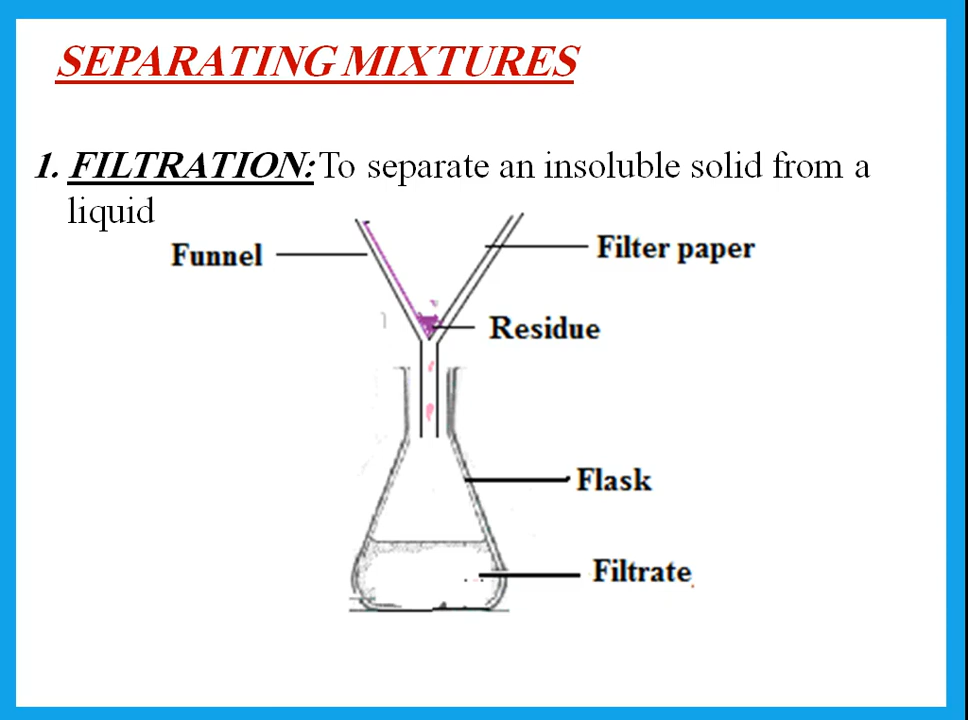 SEPARATING MIXTURES
1. FILTRATION: To separate an insoluble solid from a
liquid
Funnel
Filter paper
Residue
Flask
Filtrate